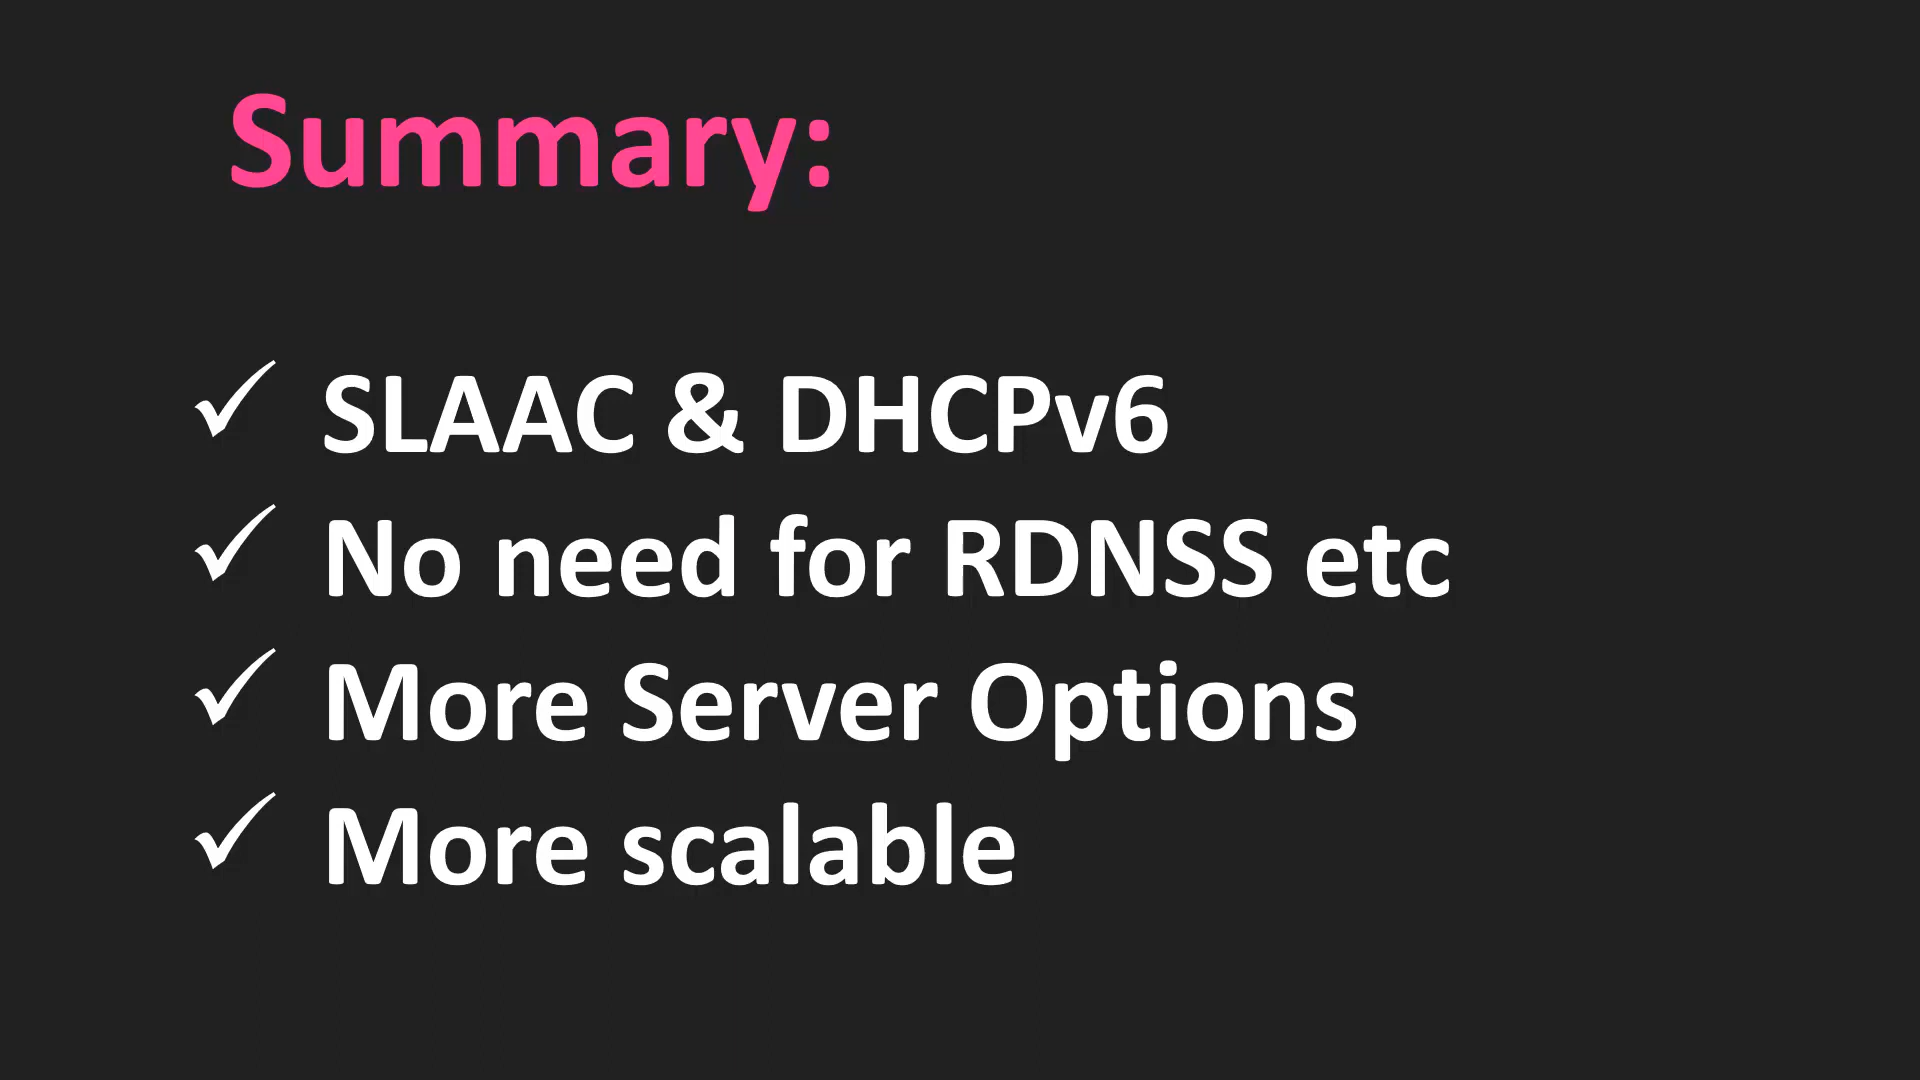 Summary:
✓ SLAAC & DHCPv6
✓ No need for RDNSS etc
✓ More Server Options
✓ More scalable